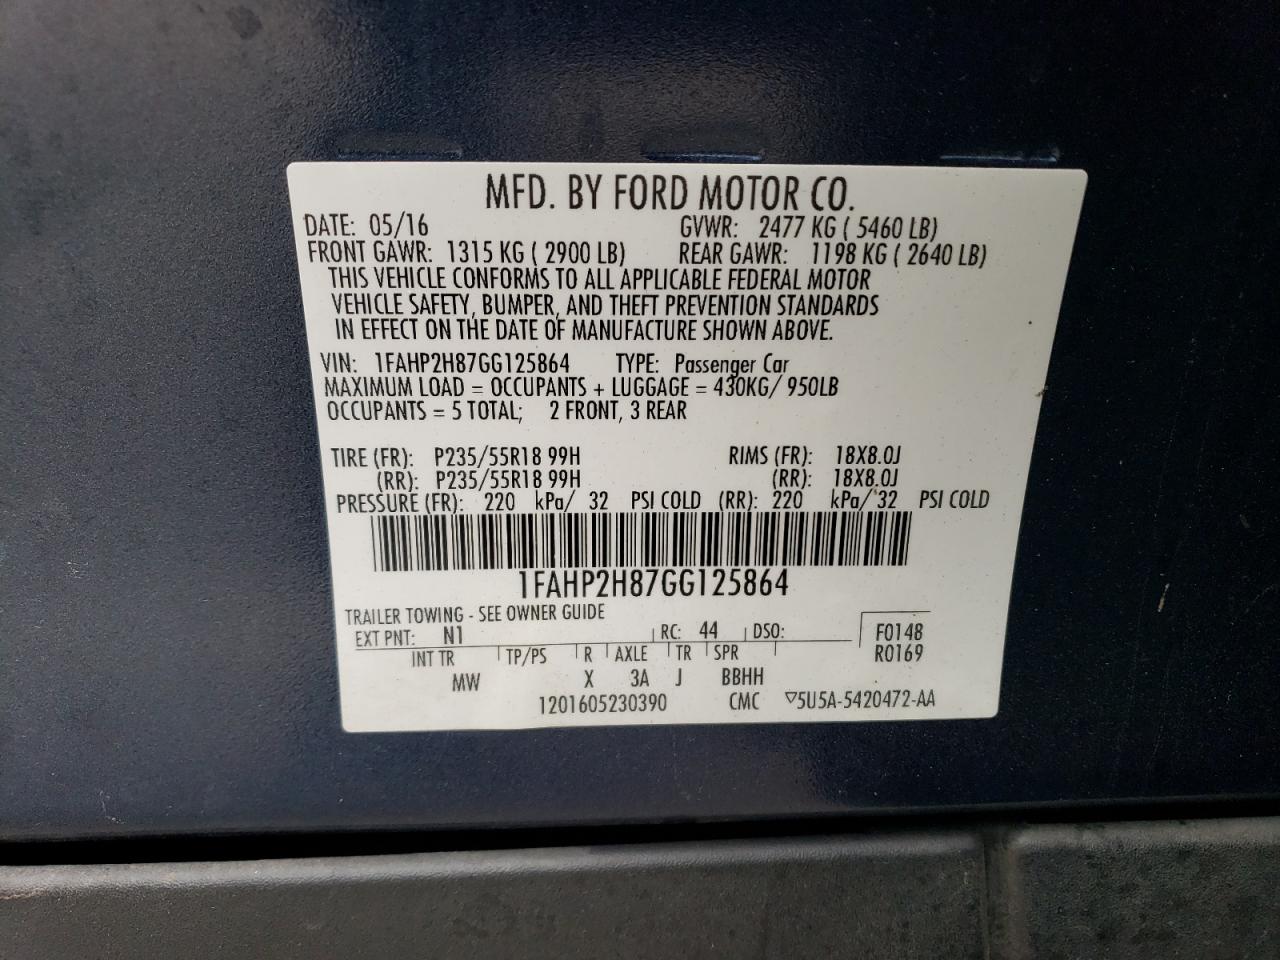 MFD. BY FORD MOTOR CO.
DATE: 05/16 GVWR: 2477 KG ( 5460 LB)
FRONT GAWR: 1315 KG ( 2900 LB) REAR GAWR: 1198 KG ( 2640 LB)
THIS VEHICLE CONFORMS TO ALL APPLICABLE FEDERAL MOTOR
VEHICLE SAFETY, BUMPER, AND THEFT PREVENTION STANDARDS
IN EFFECT ON THE DATE OF MANUFACTURE SHOWN ABOVE.
VIN: 1FAHP2H87GG125864 TYPE: Passenger Car
MAXIMUM LOAD = OCCUPANTS + LUGGAGE = 430KG/ 950LB
OCCUPANTS = 5 TOTAL; 2 FRONT, 3 REAR
TIRE (FR): P235/55R18 99H RIMS (FR): 18X8.0J
(RR): P235/55R18 99H (RR): 18X8.0J
PRESSURE (FR): 220 kPa/ 32 PSI COLD (RR): 220 kPa/ 32 PSI COLD
1FAHP2H87GG125864
TRAILER TOWING - SEE OWNER GUIDE
EXT PNT: N1 RC: 44 DSO: F0148
INT TR TP/PS R AXLE TR SPR R0169
MW X 3A J BBHH
1201605230390 CMC ▽5U5A-5420472-AA